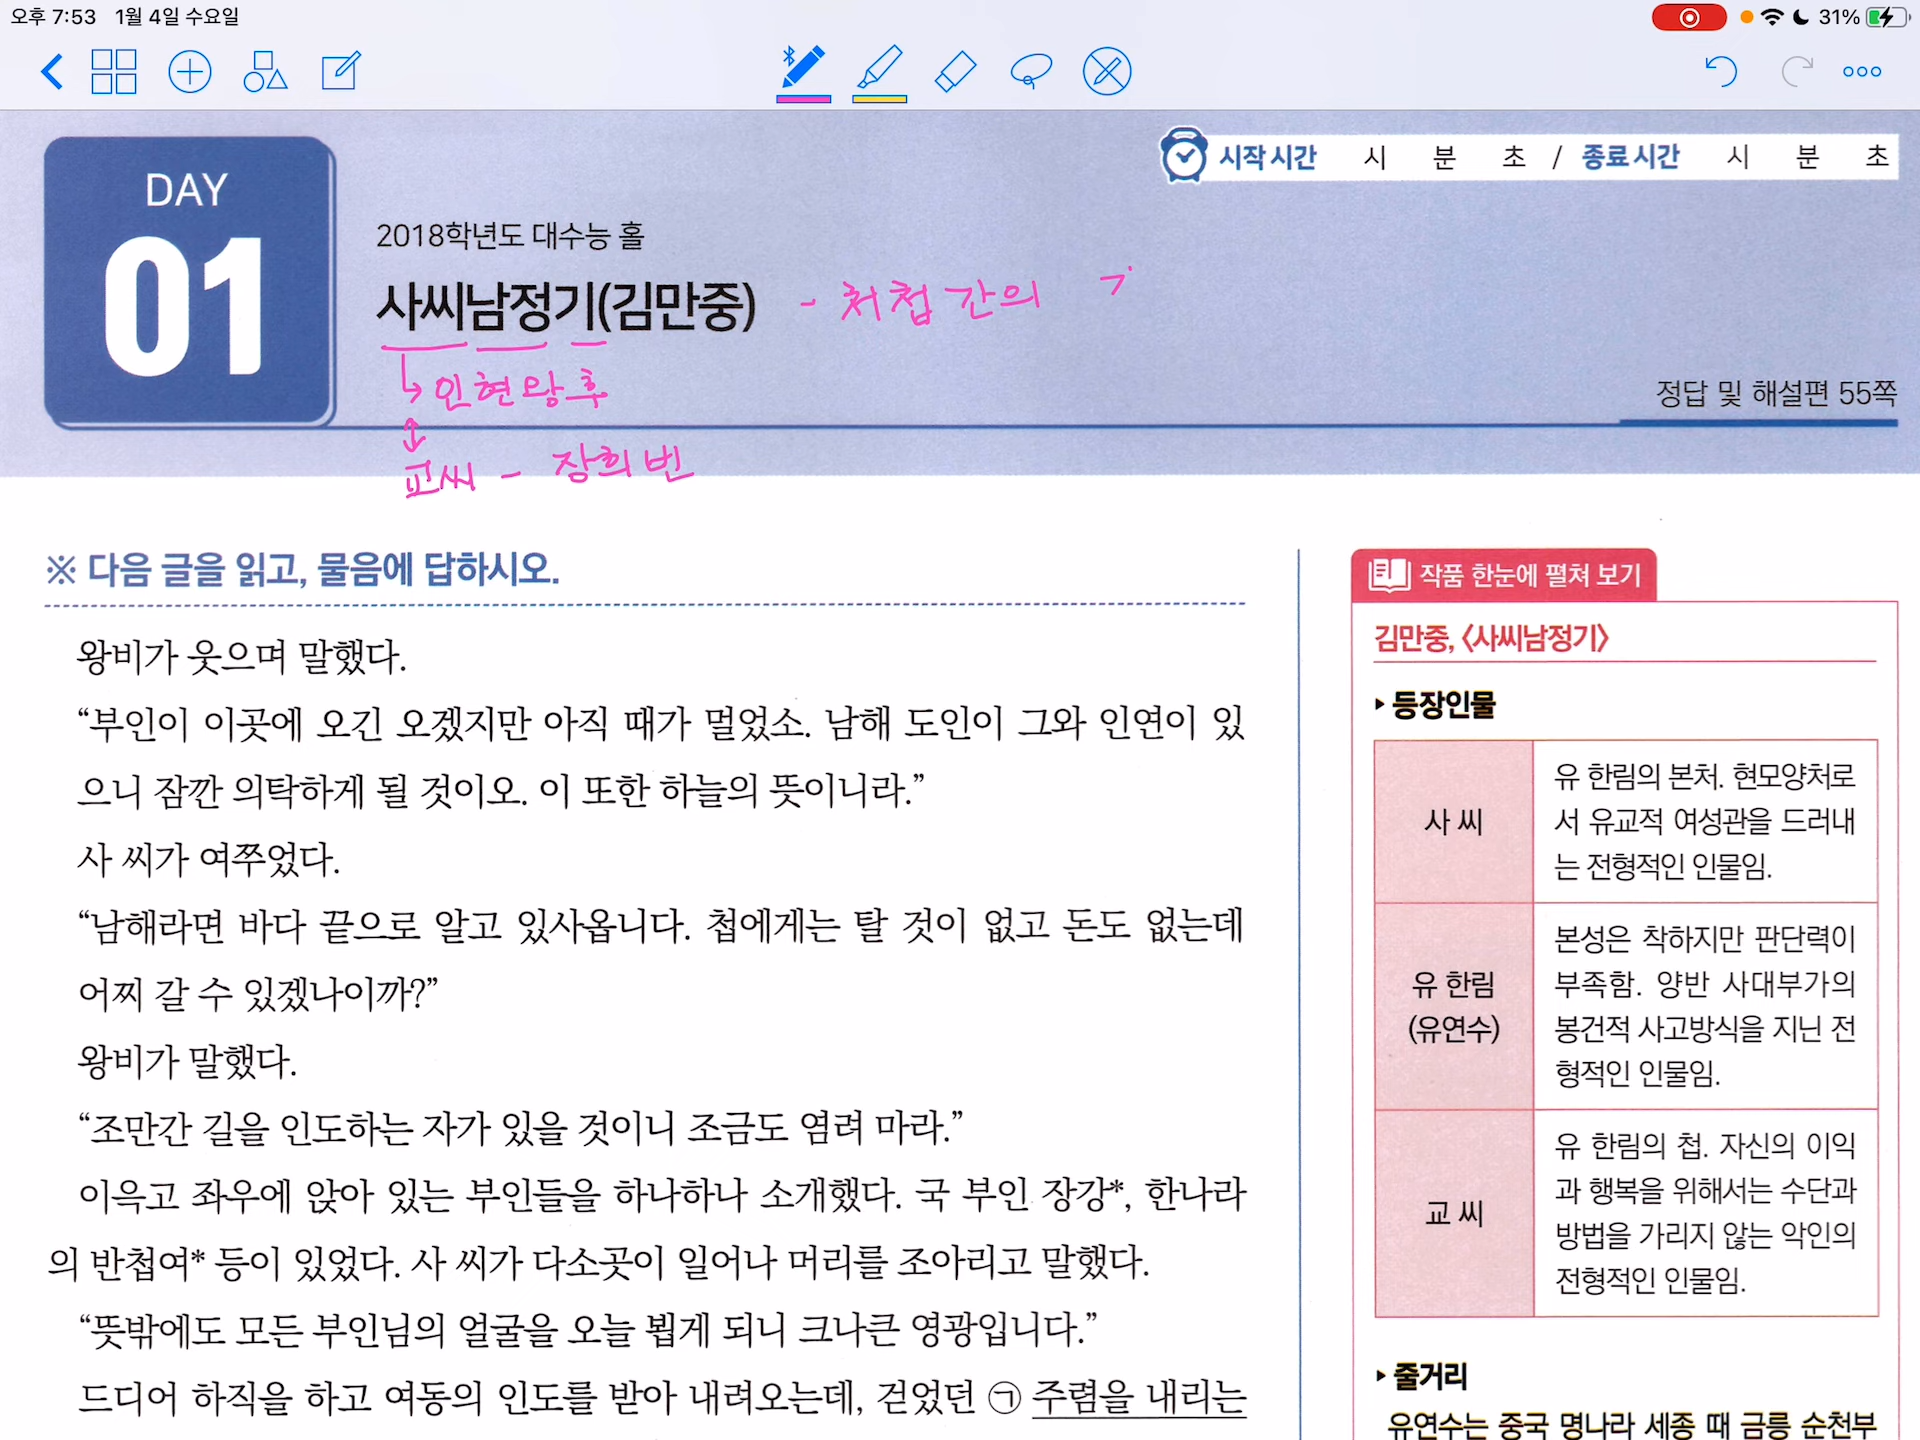 오후 7:53 1월 4일 수요일
31%
시작 시간 시 분 초 / 종료 시간 시 분 초
DAY
01
2018학년도 대수능 홀
사씨남정기(김만중) - 처첩 간의
인현왕후
교씨 - 장희빈
정답 및 해설편 55쪽
※ 다음 글을 읽고, 물음에 답하시오.
왕비가 웃으며 말했다.
“부인이 이곳에 오긴 오겠지만 아직 때가 멀었소. 남해 도인이 그와 인연이 있
으니 잠깐 의탁하게 될 것이오. 이 또한 하늘의 뜻이니라.”
사 씨가 여쭈었다.
“남해라면 바다 끝으로 알고 있사옵니다. 첩에게는 탈 것이 없고 돈도 없는데
어찌 갈 수 있겠나이까?”
왕비가 말했다.
“조만간 길을 인도하는 자가 있을 것이니 조금도 염려 마라.”
이윽고 좌우에 앉아 있는 부인들을 하나하나 소개했다. 국 부인 장강*, 한나라
의 반첩여* 등이 있었다. 사 씨가 다소곳이 일어나 머리를 조아리고 말했다.
“뜻밖에도 모든 부인님의 얼굴을 오늘 뵙게 되니 크나큰 영광입니다.”
드디어 하직을 하고 여동의 인도를 받아 내려오는데, 걷었던 ㉠ 주렴을 내리는
작품 한눈에 펼쳐 보기
김만중, 〈사씨남정기〉
▸등장인물
사 씨
유 한림의 본처. 현모양처로
서 유교적 여성관을 드러내
는 전형적인 인물임.
유 한림
(유연수)
본성은 착하지만 판단력이
부족함. 양반 사대부가의
봉건적 사고방식을 지닌 전
형적인 인물임.
교 씨
유 한림의 첩. 자신의 이익
과 행복을 위해서는 수단과
방법을 가리지 않는 악인의
전형적인 인물임.
▸줄거리
유연수는 중국 명나라 세종 때 금릉 순천부